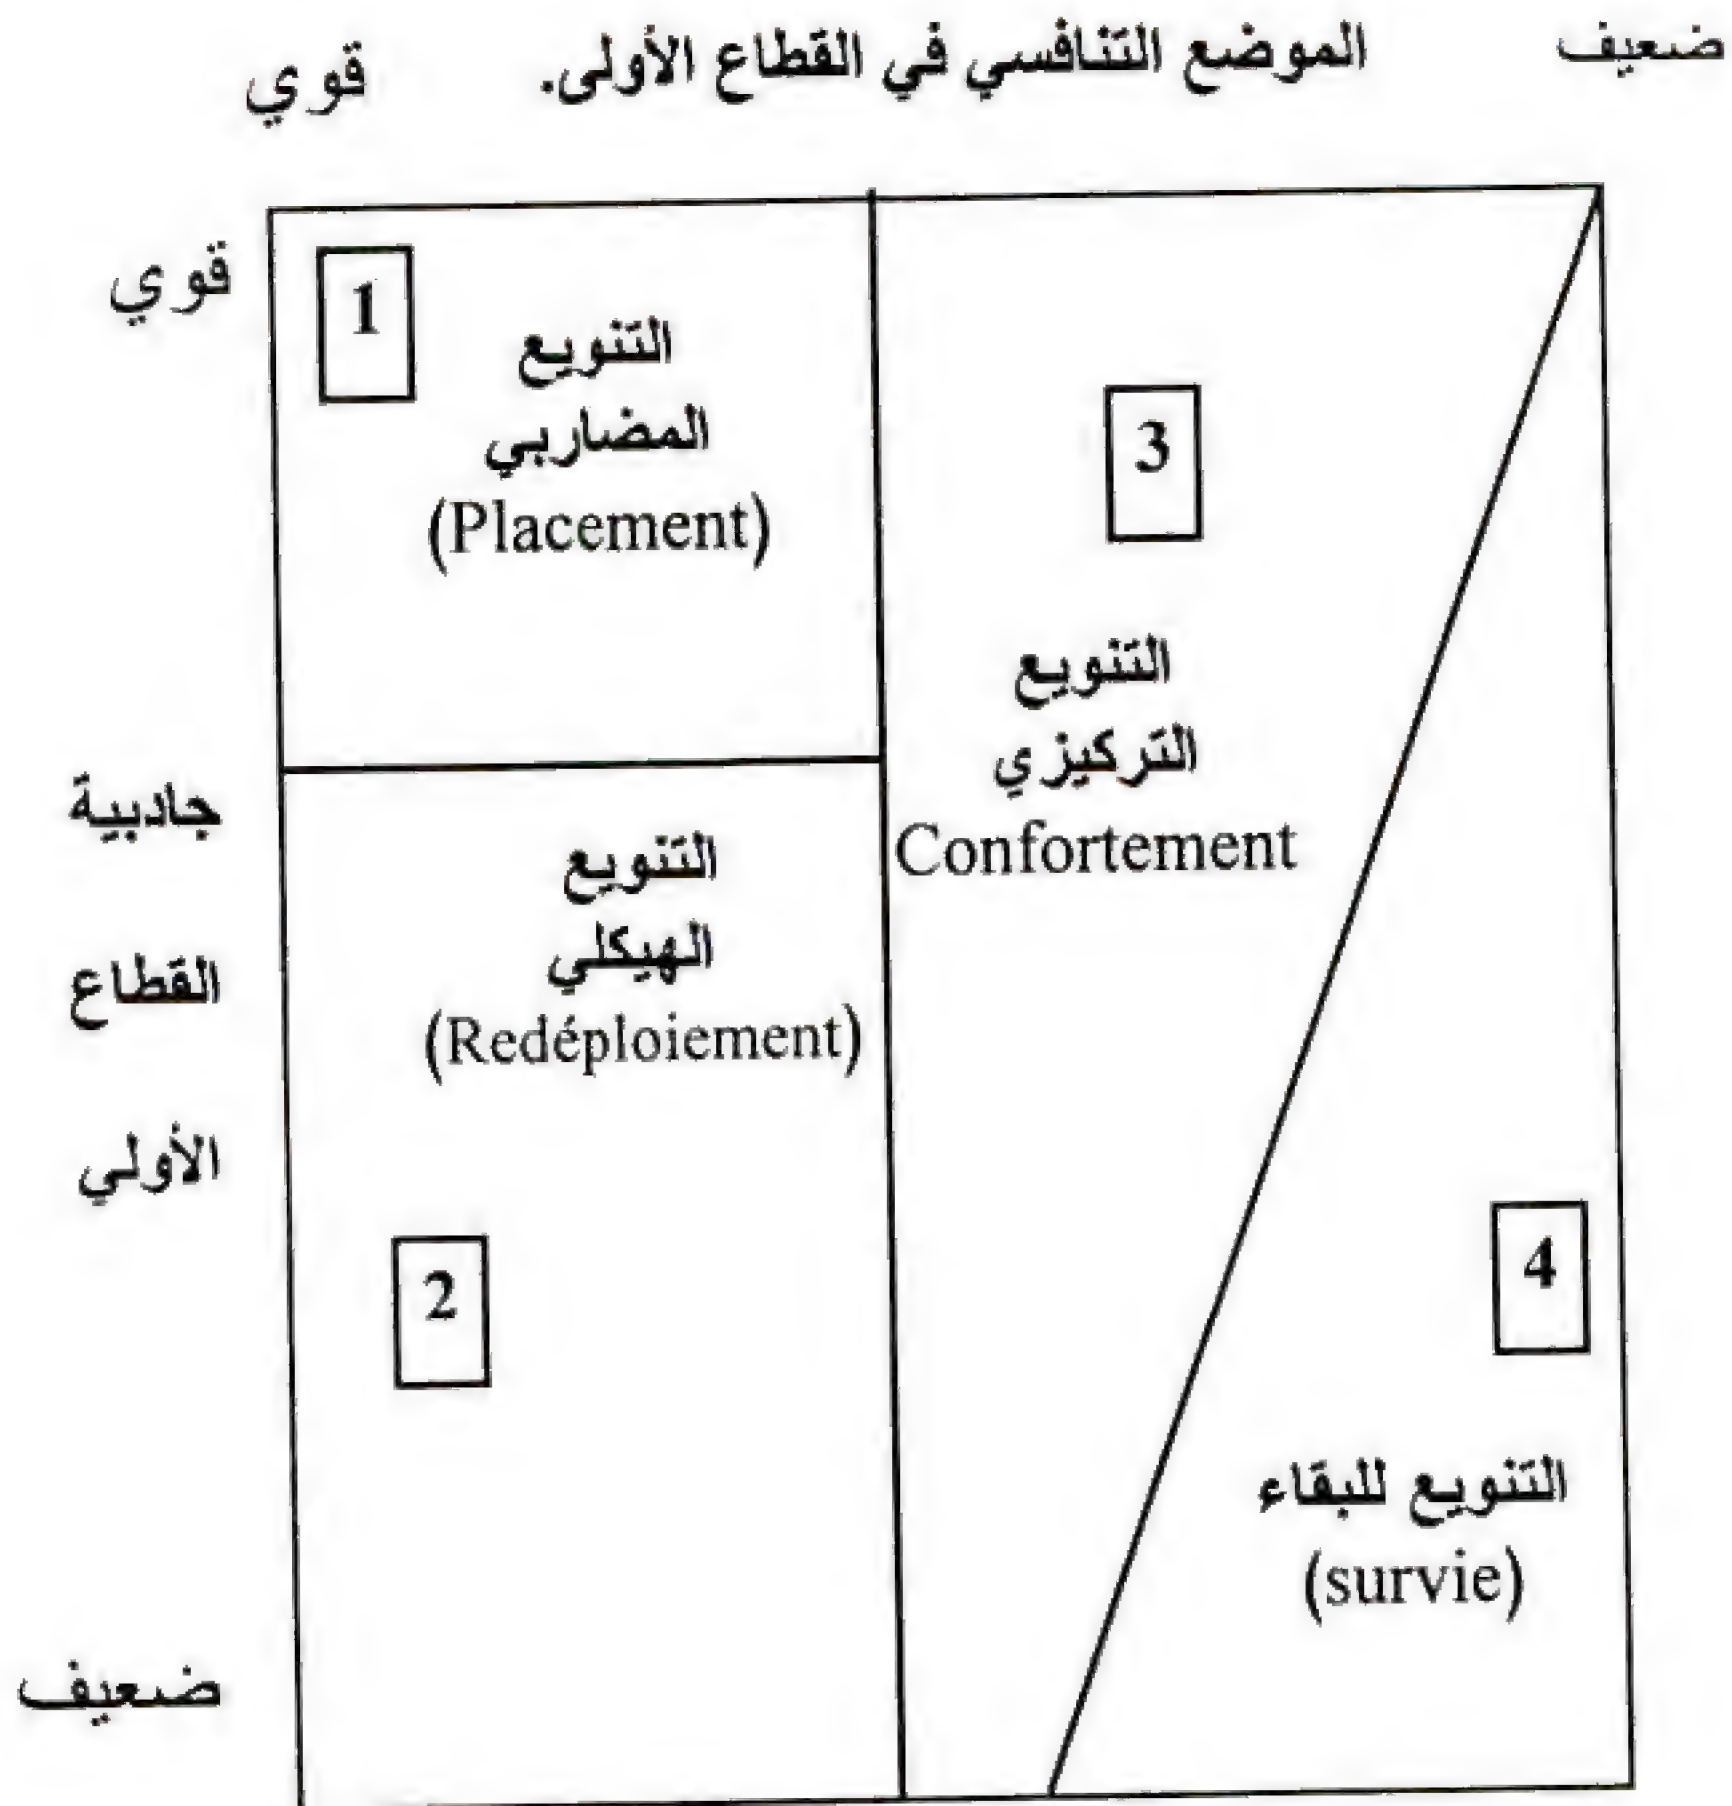 ضعيف الموضع التنافسي في القطاع الأولى. قوي
قوي
1
التنويع
المضاربي
(Placement)
3
التنويع
التركيزي
Confortement
جادبية
القطاع
الأولي
التنويع
الهيكلي
(Redéploiement)
2
4
التنويع للبقاء
(survie)
ضعيف